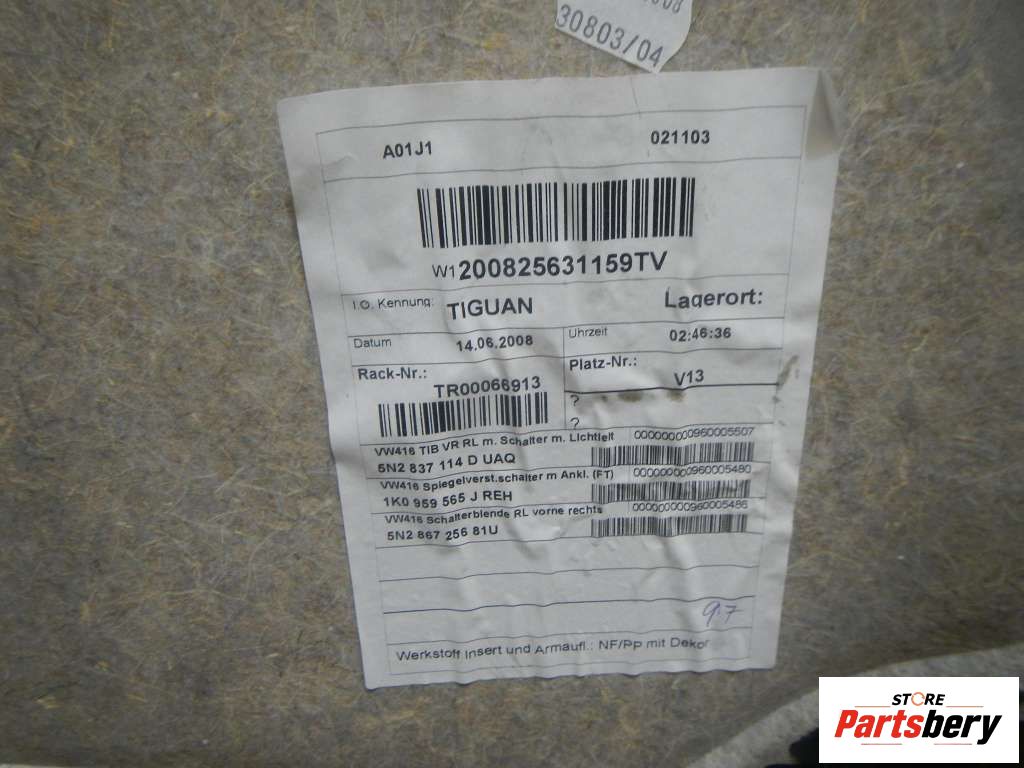 30803/04
A01J1 021103
W1200825631159TV
I.O. Kennung: TIGUAN Lagerort:
Datum 14.06.2008 Uhrzeit 02:46:36
Rack-Nr.: TR00066913 Platz-Nr.: V13
?
?
VW416 TIB VR RL m. Schalter m. Lichtleit 000000000960005507
5N2 837 114 D UAQ
VW416 Spiegelverst.schalter m Ankl. (FT) 000000000960005480
1K0 959 565 J REH
VW416 Schalterblende RL vorne rechts 000000000960005486
5N2 867 256 81U
9.7
Werkstoff Insert und Armaufl.: NF/PP mit Dekor
STORE
Partsbery